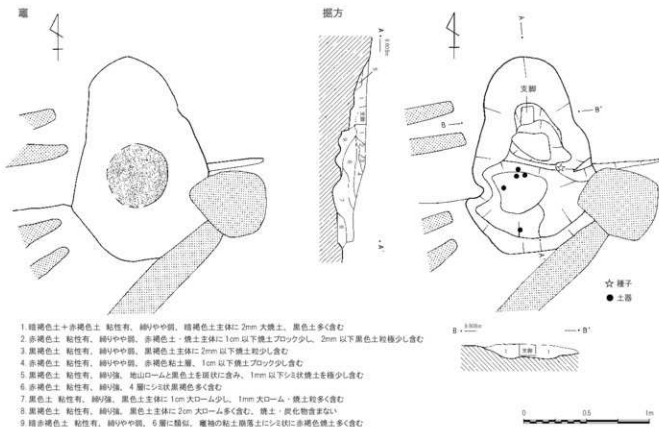 竈
掘方
A
A
支脚
B
B'
A'
A'
☆ 種子
● 土器
B
B'
支脚
1. 暗褐色土+赤褐色土 粘性有、 締りやや弱、 暗褐色土主体に 2mm 大焼土、 黒色土多く含む
2. 赤褐色土 粘性有、 締りやや弱、 赤褐色土・焼土主体に 1cm 以下焼土ブロック少し、 2mm 以下黒色土粒極少し含む
3. 黒褐色土 粘性有、 締りやや弱、 黒褐色土主体に 2mm 以下焼土粒少し含む
4. 赤褐色土 粘性有、 締りやや弱、 赤褐色粘土層、 1cm 以下焼土ブロック少し含む
5. 黒褐色土 粘性有、 締り強、 地山ロームと黒色土を斑状に含み、 1mm 以下シミ状焼土を極少し含む
6. 赤褐色土 粘性有、 締り強、 4 層にシミ状黒褐色多く含む
7. 黒色土 粘性有、 締り強、 黒色土主体に 1cm 大ローム少し、 1mm 大ローム・焼土粒多く含む
8. 黒褐色土 粘性有、 締り強、 黒色土主体に 2cm 大ローム多く含む、 焼土・炭化物含まない
9. 暗赤褐色土 粘性有、 締りやや弱、 6 層に類似、 竈袖の粘土崩落土にシミ状に赤褐色焼土多く含む
0 0.5 1m